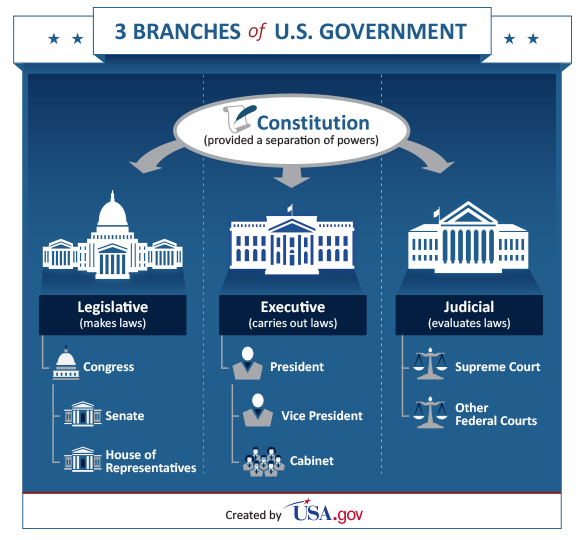 3 BRANCHES of U.S. GOVERNMENT
Constitution
(provided a separation of powers)
Legislative
(makes laws)
Congress
Senate
House of
Representatives
Executive
(carries out laws)
President
Vice President
Cabinet
Judicial
(evaluates laws)
Supreme Court
Other
Federal Courts
Created by USA.gov